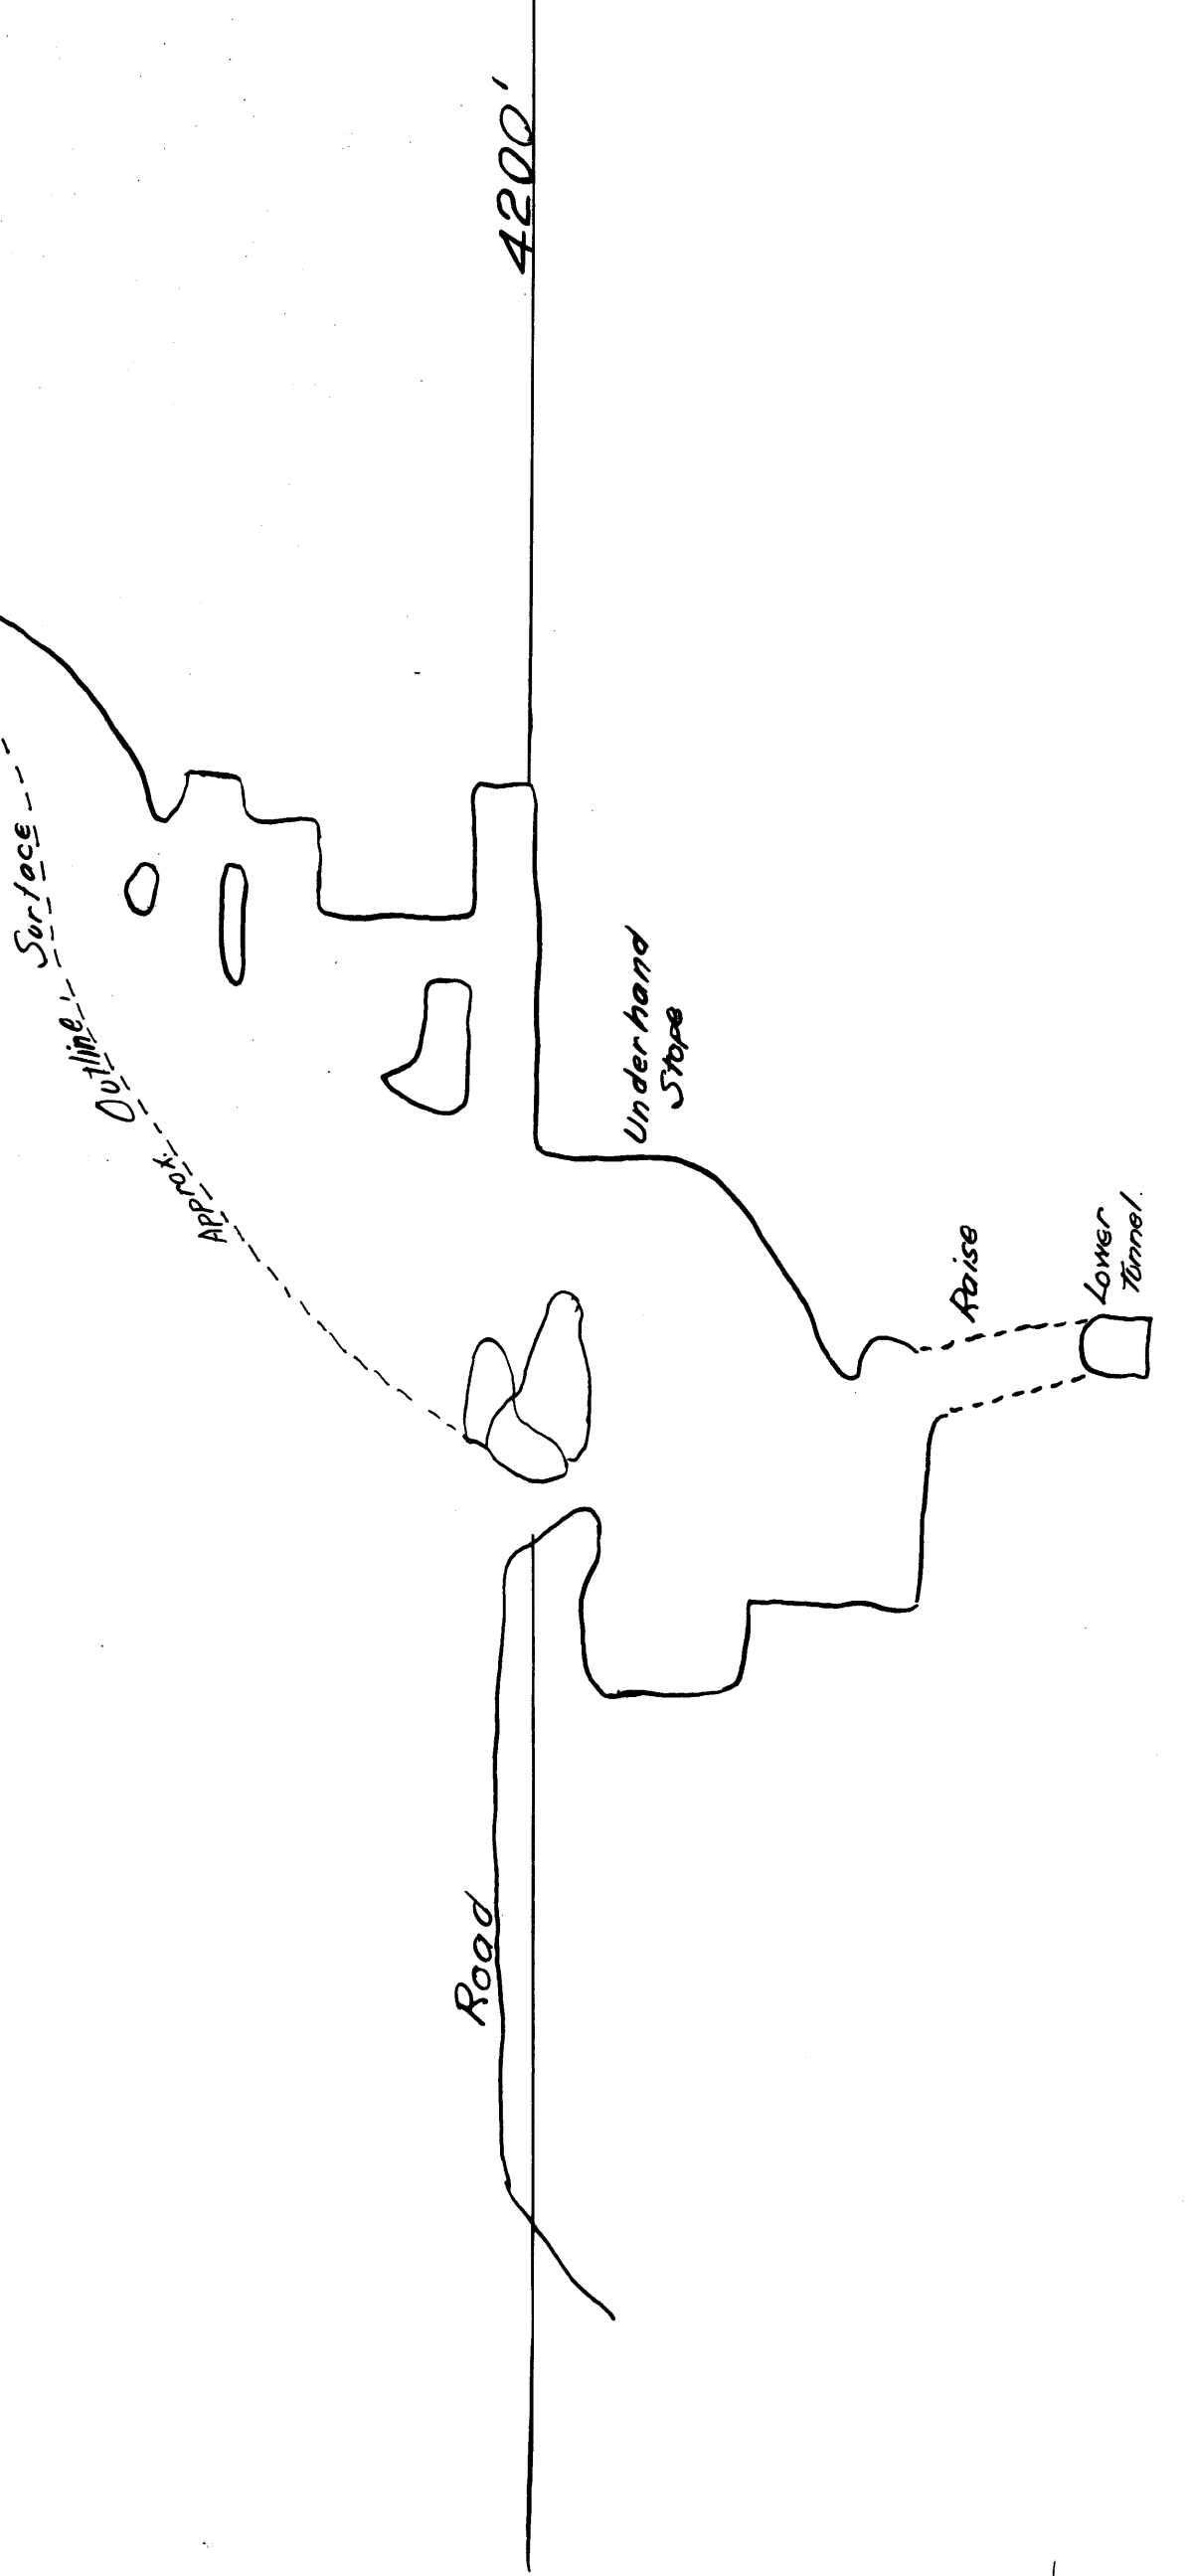 4200'
Approx. Outline Surface
Road
Underhand
Stope
Raise
Lower
Tunnel.